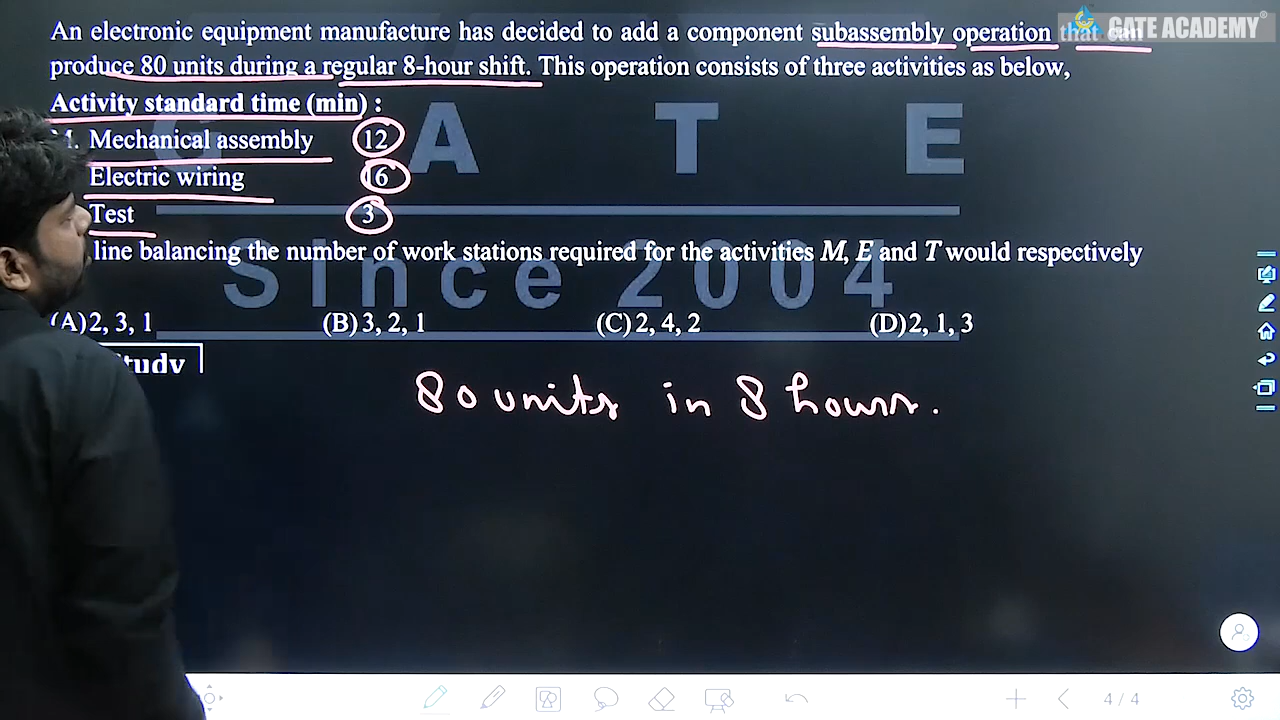 An electronic equipment manufacture has decided to add a component subassembly operation that can
GATE ACADEMY®
produce 80 units during a regular 8-hour shift. This operation consists of three activities as below,
Activity standard time (min) :
M. Mechanical assembly 12
Electric wiring 16
Test 3
line balancing the number of work stations required for the activities M, E and T would respectively
(A) 2, 3, 1 (B) 3, 2, 1 (C) 2, 4, 2 (D) 2, 1, 3
Study
80 units in 8 hours.
G A T E
Since 2004
4 / 4